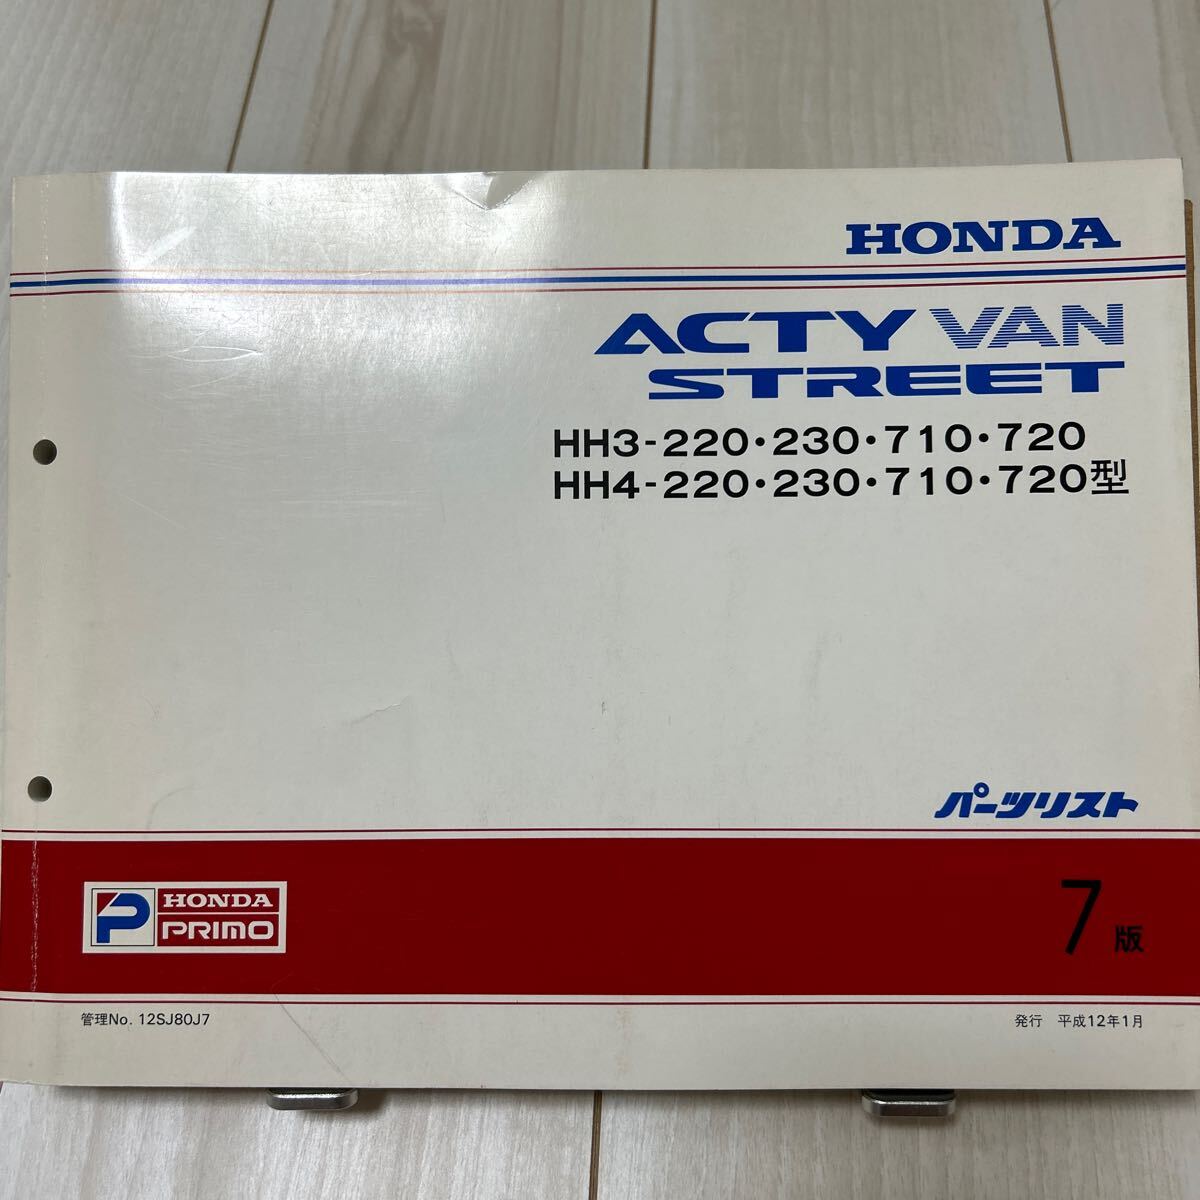 HONDA
ACTY VAN
STREET
HH3-220・230・710・720
HH4-220・230・710・720型
パーツリスト
P HONDA PRIMO
7版
管理No. 12SJ80J7
発行 平成12年1月